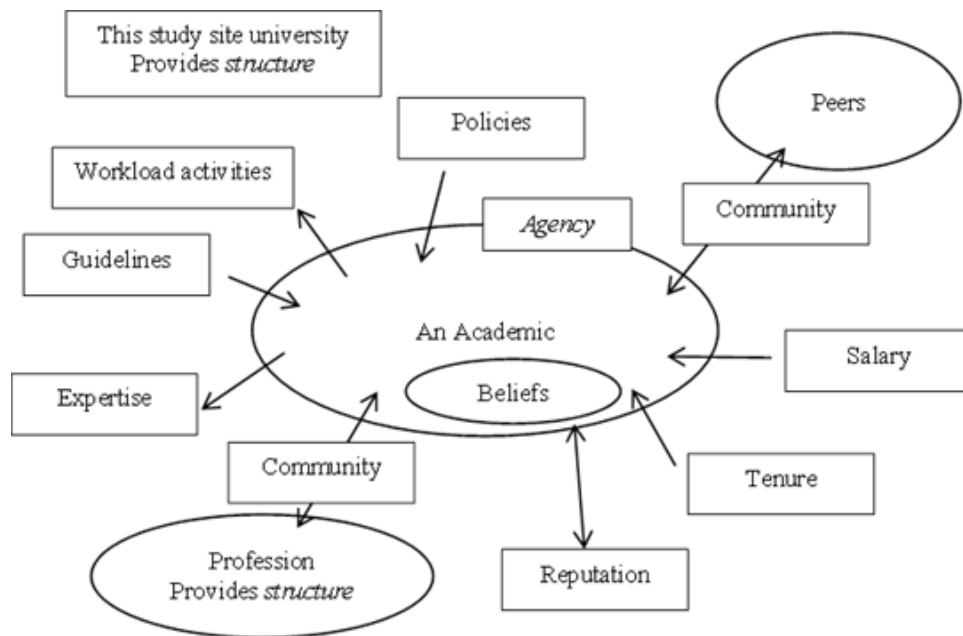 This study site university
Provides structure
Policies
Peers
Workload activities
Community
Agency
Guidelines
An Academic
Salary
Beliefs
Expertise
Community
Tenure
Profession
Provides structure
Reputation